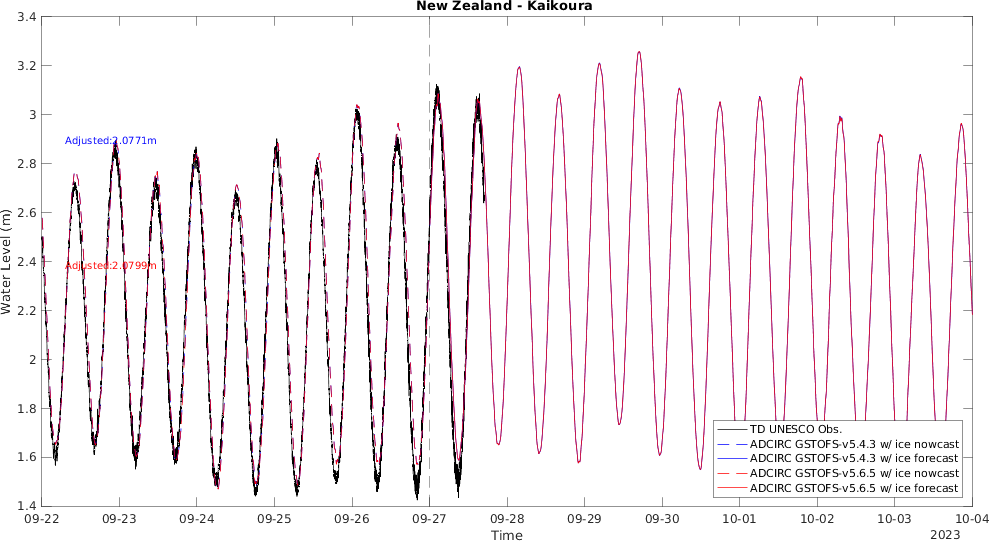 New Zealand - Kaikoura
3.4
3.2
3
2.8
2.6
2.4
2.2
2
1.8
1.6
1.4
Water Level (m)
Adjusted:2.0771m
Adjusted:2.0799m
TD UNESCO Obs.
ADCIRC GSTOFS-v5.4.3 w/ ice nowcast
ADCIRC GSTOFS-v5.4.3 w/ ice forecast
ADCIRC GSTOFS-v5.6.5 w/ ice nowcast
ADCIRC GSTOFS-v5.6.5 w/ ice forecast
09-22 09-23 09-24 09-25 09-26 09-27 09-28 09-29 09-30 10-01 10-02 10-03 10-04
Time
2023